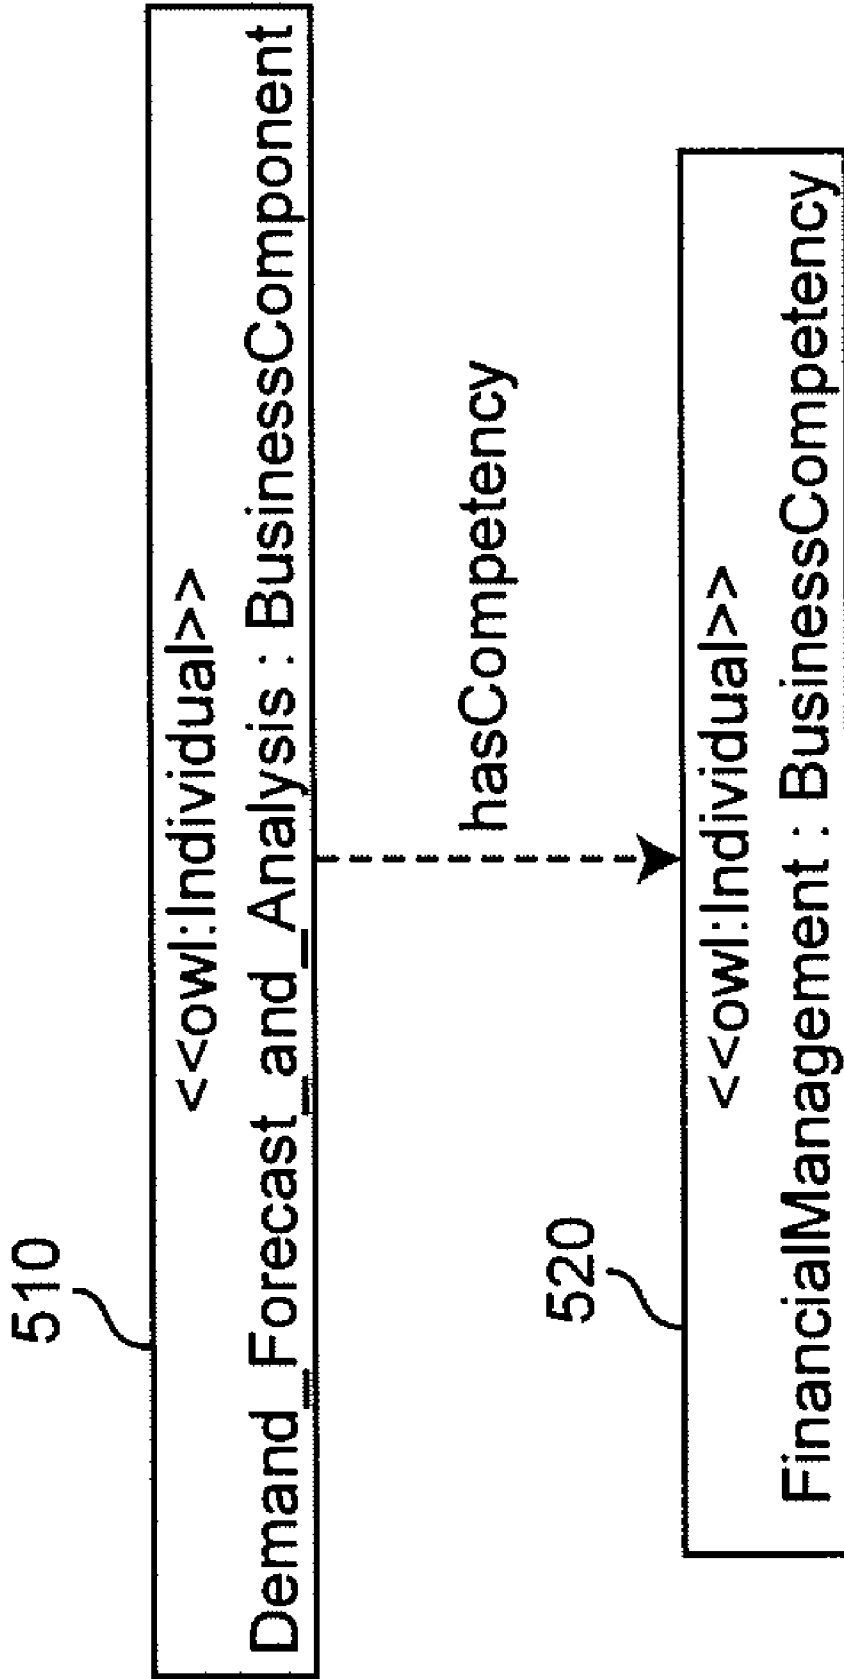 510
<<owl:Individual>>
Demand_Forecast_and_Analysis : BusinessComponent
hasCompetency
520
<<owl:Individual>>
FinancialManagement : BusinessCompetency